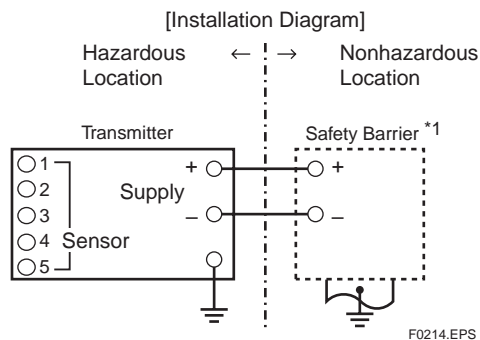 [Installation Diagram]
Hazardous Location ← → Nonhazardous Location
Transmitter
Safety Barrier *1
1
2
3
4
5
Sensor
Supply
+
–
+
–
F0214.EPS